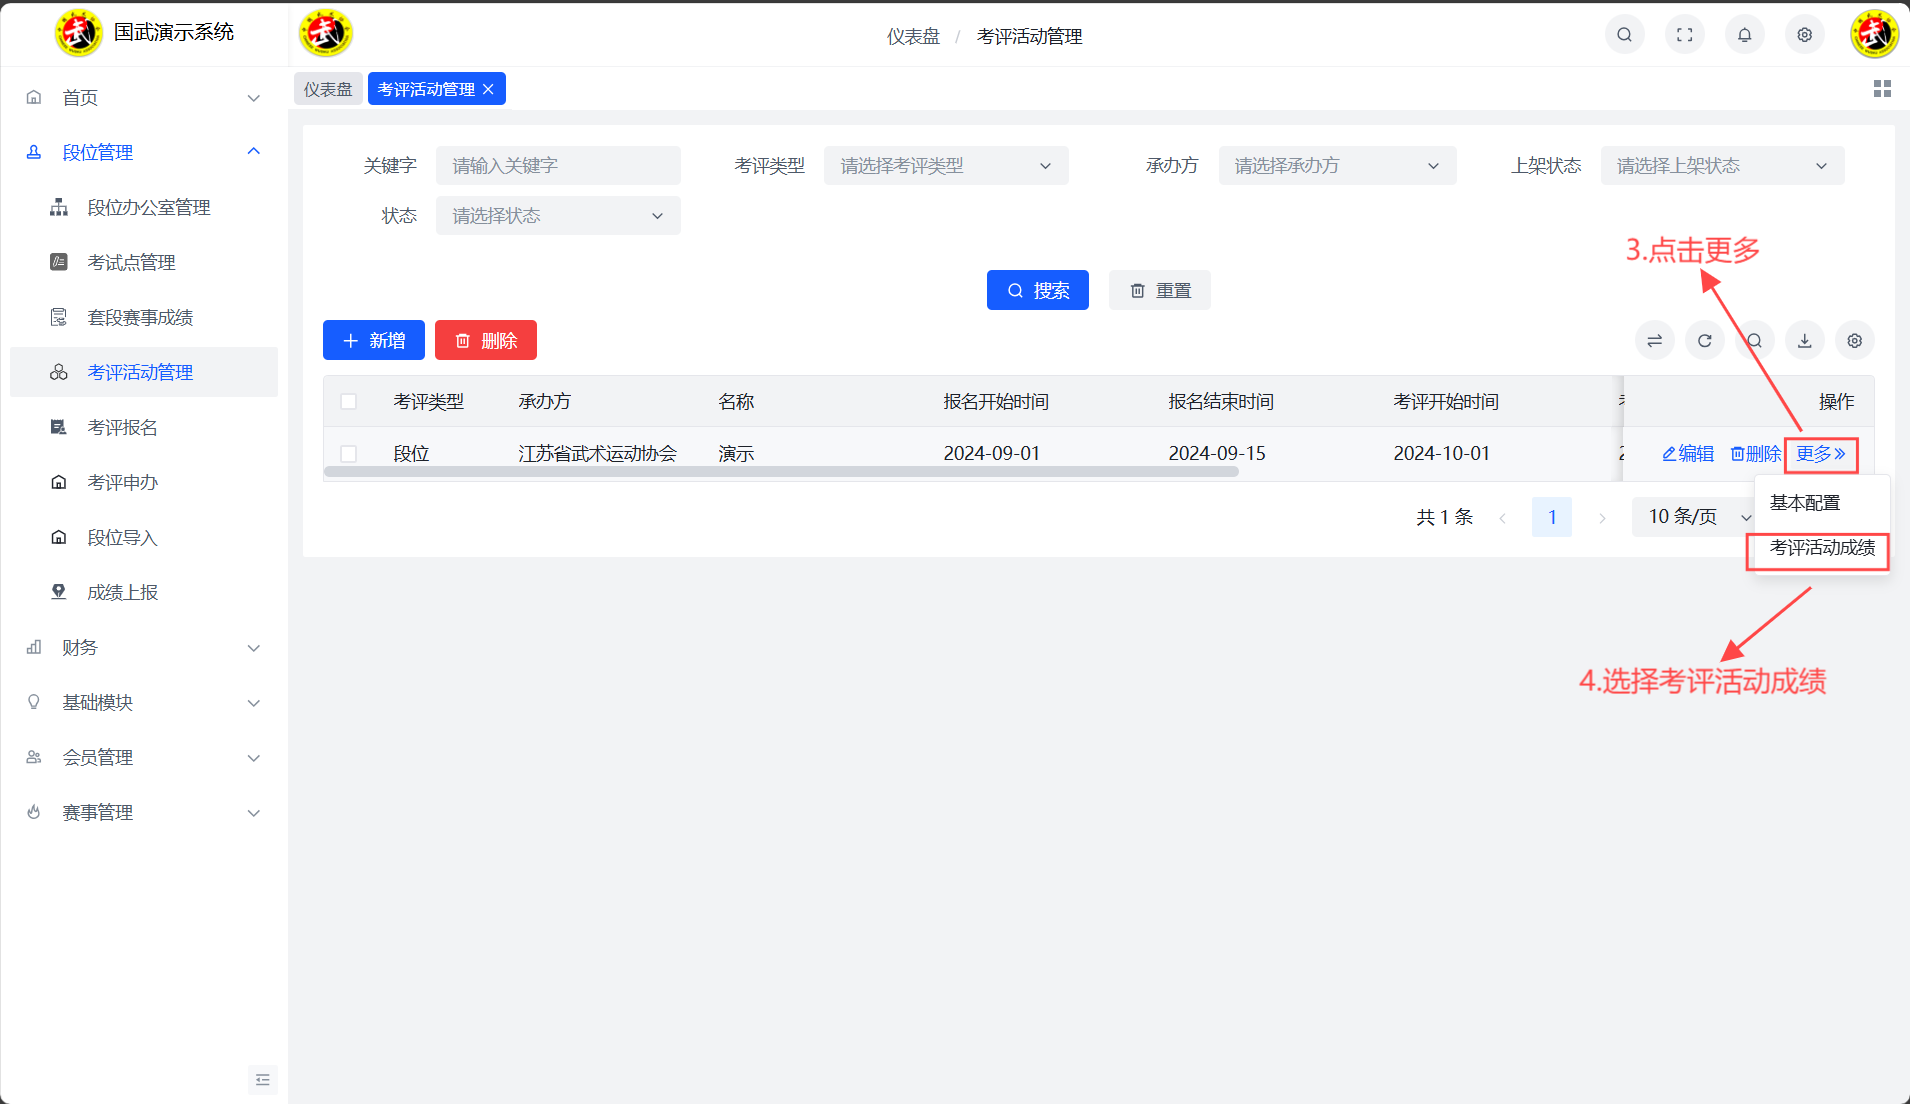 国武演示系统
仪表盘 / 考评活动管理
仪表盘
考评活动管理
首页
段位管理
段位办公室管理
考试点管理
套段赛事成绩
考评活动管理
考评报名
考评申办
段位导入
成绩上报
财务
基础模块
会员管理
赛事管理
关键字 请输入关键字 考评类型 请选择考评类型 承办方 请选择承办方 上架状态 请选择上架状态
状态 请选择状态
3.点击更多
搜索 重置
新增 删除
考评类型 承办方 名称 报名开始时间 报名结束时间 考评开始时间 操作
段位 江苏省武术运动协会 演示 2024-09-01 2024-09-15 2024-10-01 编辑 删除 更多
共 1 条 1 10 条/页
基本配置
考评活动成绩
4.选择考评活动成绩